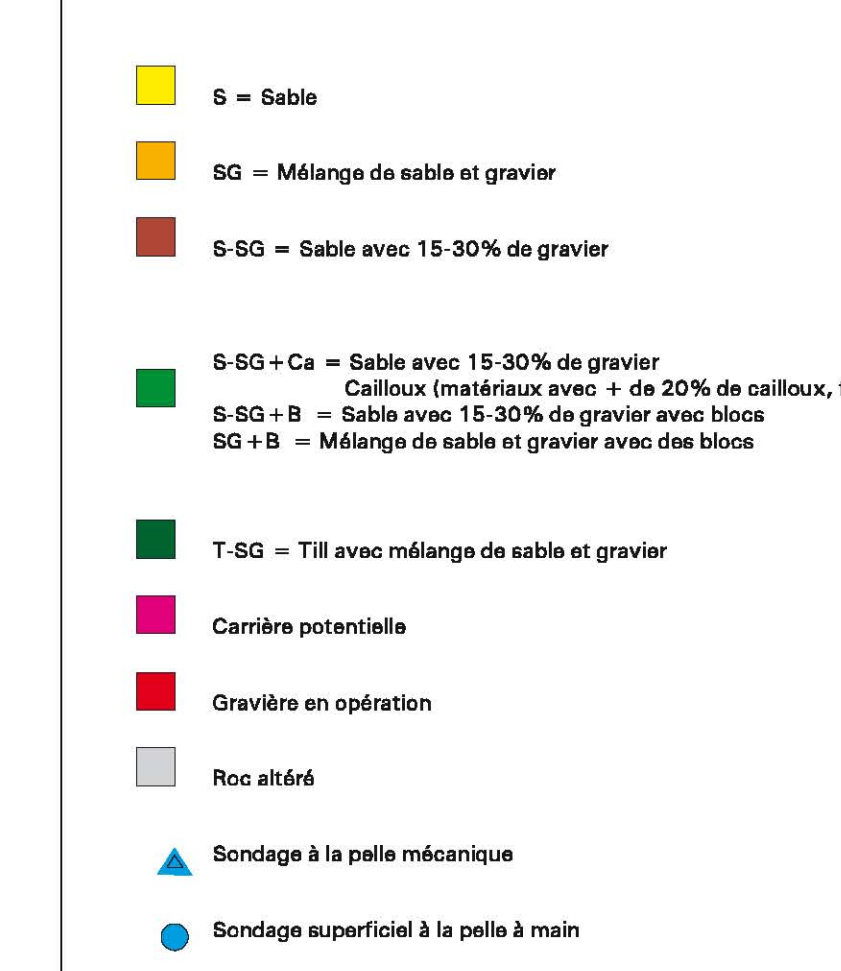 S = Sable
SG = Mélange de sable et gravier
S-SG = Sable avec 15-30% de gravier
S-SG+Ca = Sable avec 15-30% de gravier
Cailloux (matériaux avec + de 20% de cailloux,
S-SG+B = Sable avec 15-30% de gravier avec blocs
SG+B = Mélange de sable et gravier avec des blocs
T-SG = Till avec mélange de sable et gravier
Carrière potentielle
Gravière en opération
Roc altéré
Sondage à la pelle mécanique
Sondage superficiel à la pelle à main